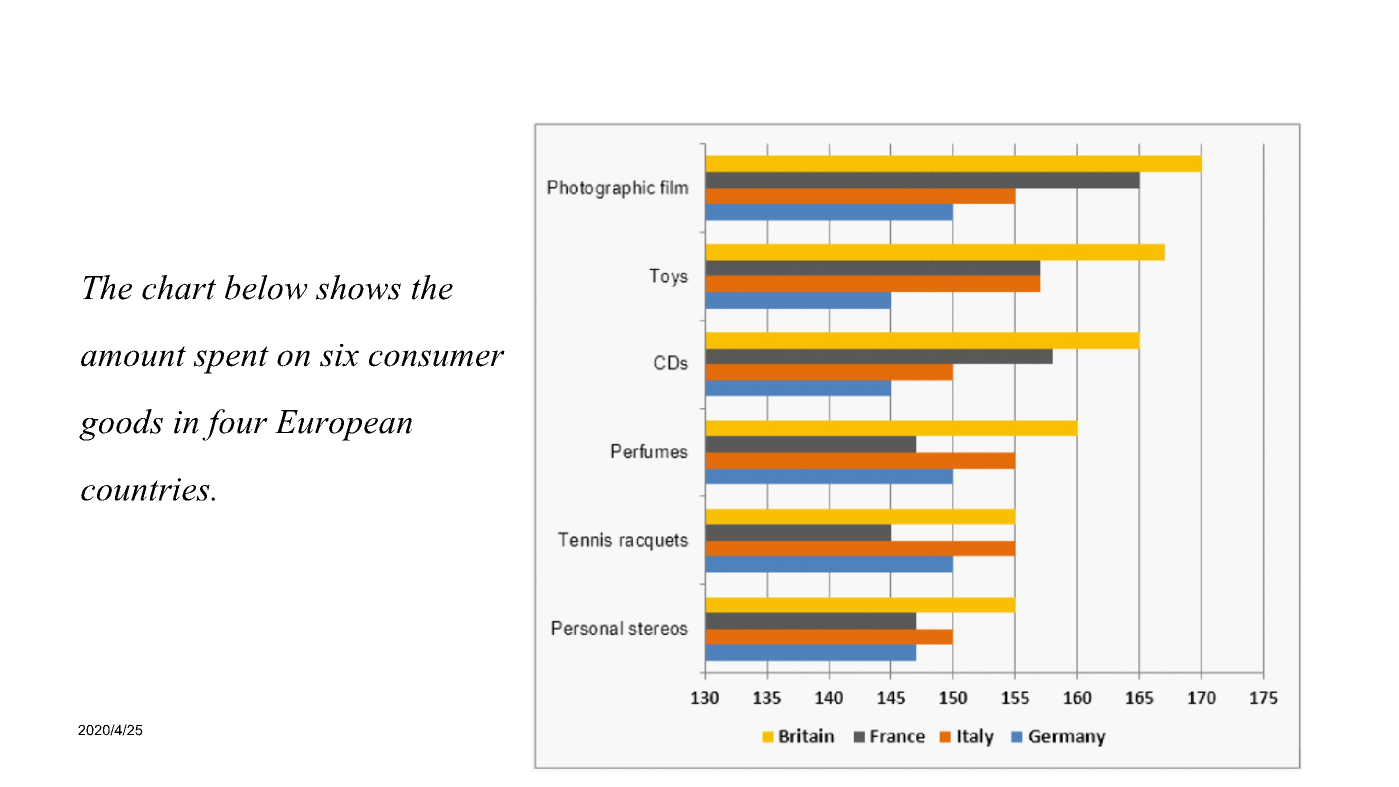 The chart below shows the
amount spent on six consumer
goods in four European
countries.
2020/4/25
Photographic film
Toys
CDs
Perfumes
Tennis racquets
Personal stereos
130 135 140 145 150 155 160 165 170 175
Britain France Italy Germany